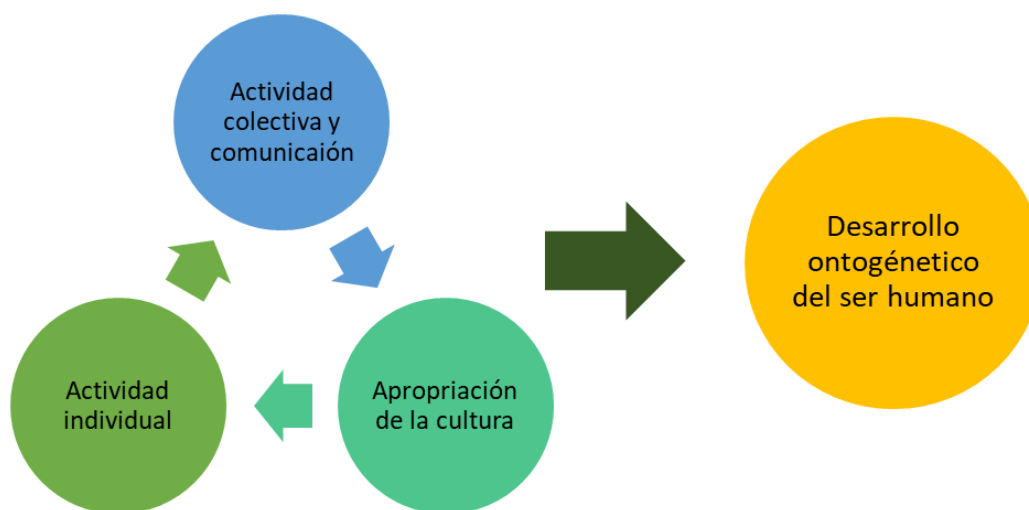 Actividad
colectiva y
comunicaión
Actividad
individual
Apropriación
de la cultura
Desarrollo
ontogénetico
del ser humano